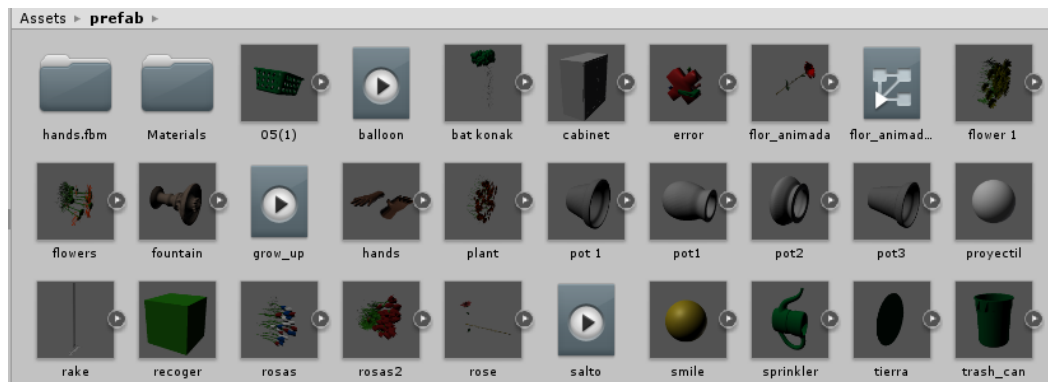 Assets ▸ prefab ▸
hands.fbm Materials 05(1) balloon bat konak cabinet error flor_animada flor_animad... flower 1
flowers fountain grow_up hands plant pot 1 pot1 pot2 pot3 proyectil
rake recoger rosas rosas2 rose salto smile sprinkler tierra trash_can